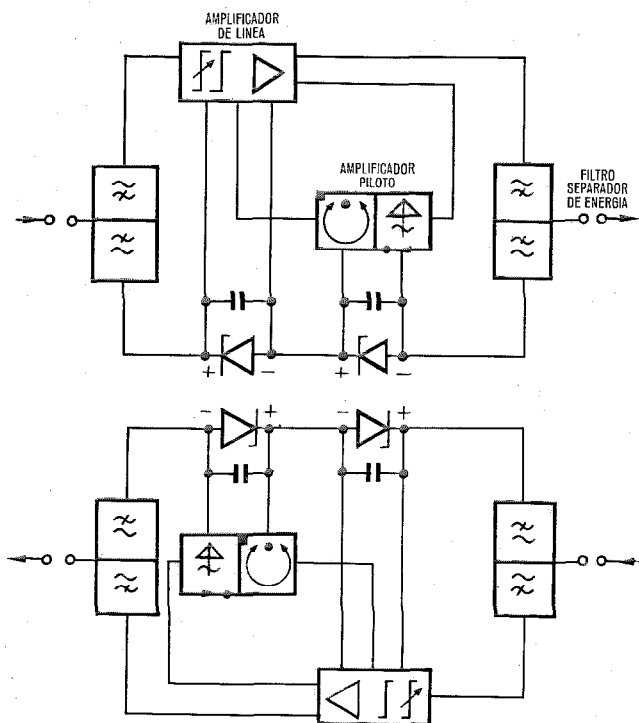 AMPLIFICADOR
DE LINEA
AMPLIFICADOR
PILOTO
FILTRO
SEPARADOR
DE ENERGIA
+ − + −
− + − +